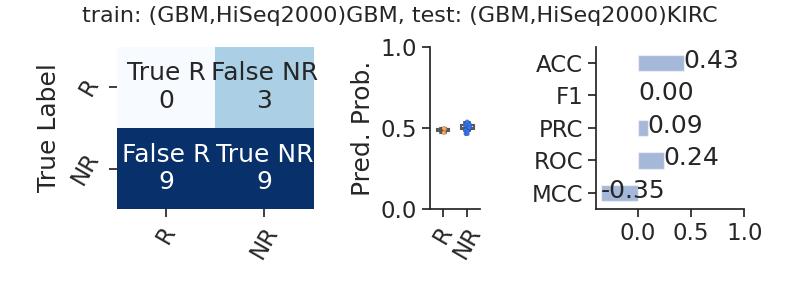 train: (GBM,HiSeq2000)GBM, test: (GBM,HiSeq2000)KIRC
True Label
R
NR
True R
0
False NR
3
False R
9
True NR
9
R
NR
Pred. Prob.
1.0
0.5
0.0
R
NR
ACC
F1
PRC
ROC
MCC
0.43
0.00
0.09
0.24
-0.35
0.0
0.5
1.0